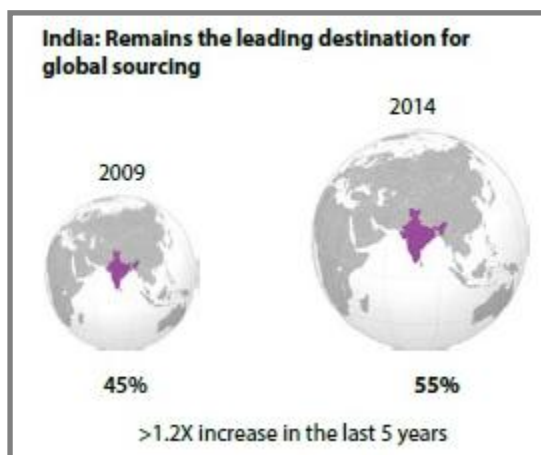 India: Remains the leading destination for
global sourcing
2014
2009
45%
55%
>1.2X increase in the last 5 years